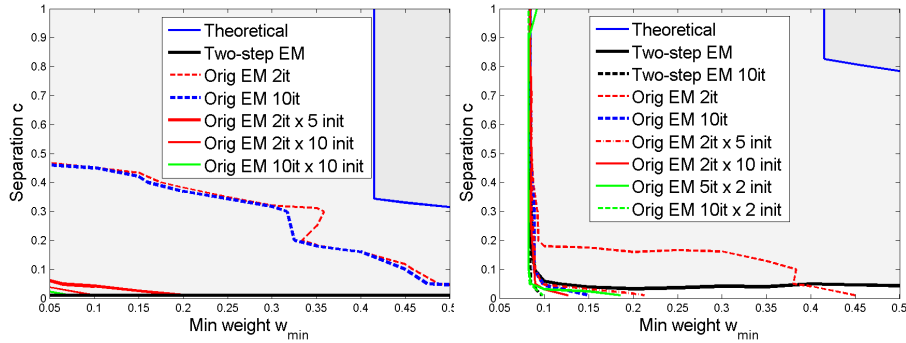 1
0.9
0.8
0.7
0.6
0.5
0.4
0.3
0.2
0.1
0
Separation c
0.05
0.1
0.15
0.2
0.25
0.3
0.35
0.4
0.45
0.5
Min weight w_min
Theoretical
Two-step EM
Orig EM 2it
Orig EM 10it
Orig EM 2it x 5 init
Orig EM 2it x 10 init
Orig EM 10it x 10 init
1
0.9
0.8
0.7
0.6
0.5
0.4
0.3
0.2
0.1
0
Separation c
0.05
0.1
0.15
0.2
0.25
0.3
0.35
0.4
0.45
0.5
Min weight w_min
Theoretical
Two-step EM
Two-step EM 10it
Orig EM 2it
Orig EM 10it
Orig EM 2it x 5 init
Orig EM 2it x 10 init
Orig EM 5it x 2 init
Orig EM 10it x 2 init